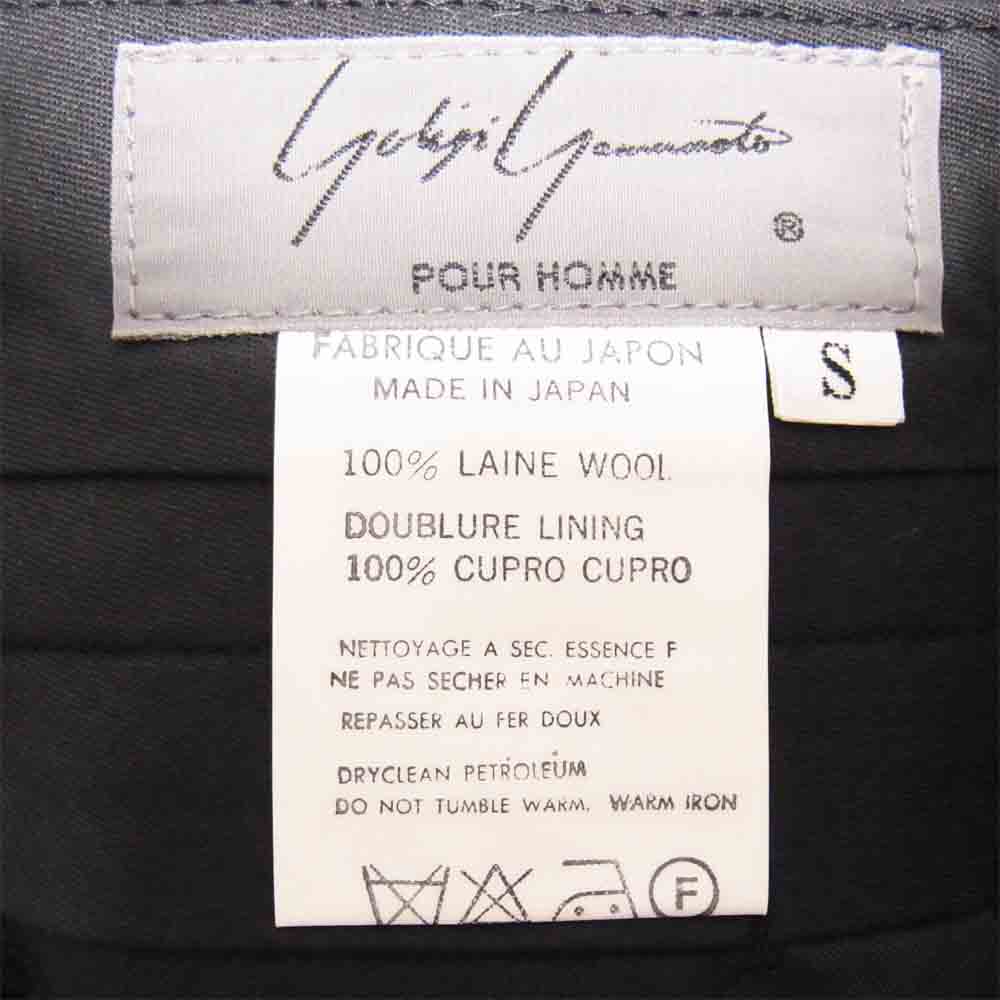 Yohji Yamamoto
®
POUR HOMME
FABRIQUE AU JAPON
MADE IN JAPAN
S
100% LAINE WOOL
DOUBLURE LINING
100% CUPRO CUPRO
NETTOYAGE A SEC. ESSENCE F
NE PAS SECHER EN MACHINE
REPASSER AU FER DOUX
DRYCLEAN PETROLEUM
DO NOT TUMBLE WARM. WARM IRON
F